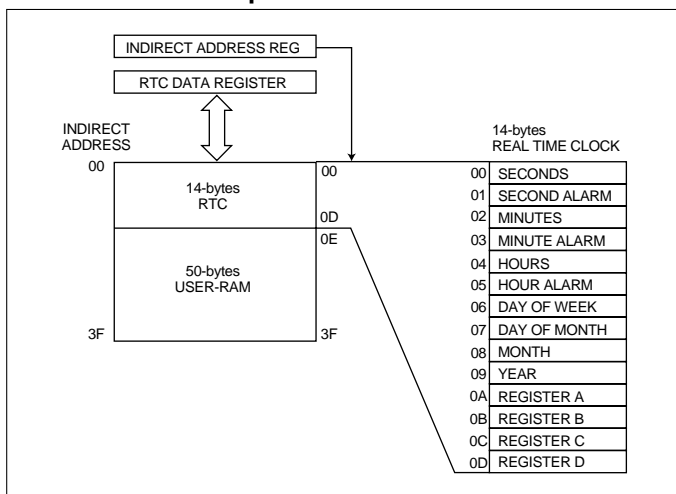 INDIRECT ADDRESS REG
RTC DATA REGISTER
INDIRECT
ADDRESS
00
3F
14-bytes
RTC
50-bytes
USER-RAM
00
0D
0E
3F
14-bytes
REAL TIME CLOCK
00 SECONDS
01 SECOND ALARM
02 MINUTES
03 MINUTE ALARM
04 HOURS
05 HOUR ALARM
06 DAY OF WEEK
07 DAY OF MONTH
08 MONTH
09 YEAR
0A REGISTER A
0B REGISTER B
0C REGISTER C
0D REGISTER D